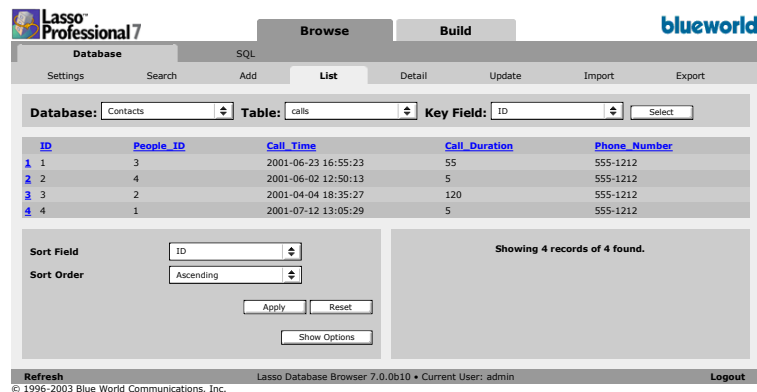 Lasso™
Professional 7
Browse Build blueworld
Database SQL
Settings Search Add List Detail Update Import Export
Database: Contacts Table: calls Key Field: ID Select
ID People_ID Call_Time Call_Duration Phone_Number
1 1 3 2001-06-23 16:55:23 55 555-1212
2 2 4 2001-06-02 12:50:13 5 555-1212
3 3 2 2001-04-04 18:35:27 120 555-1212
4 4 1 2001-07-12 13:05:29 5 555-1212
Sort Field ID Showing 4 records of 4 found.
Sort Order Ascending
Apply Reset
Show Options
Refresh Lasso Database Browser 7.0.0b10 • Current User: admin Logout
© 1996-2003 Blue World Communications, Inc.